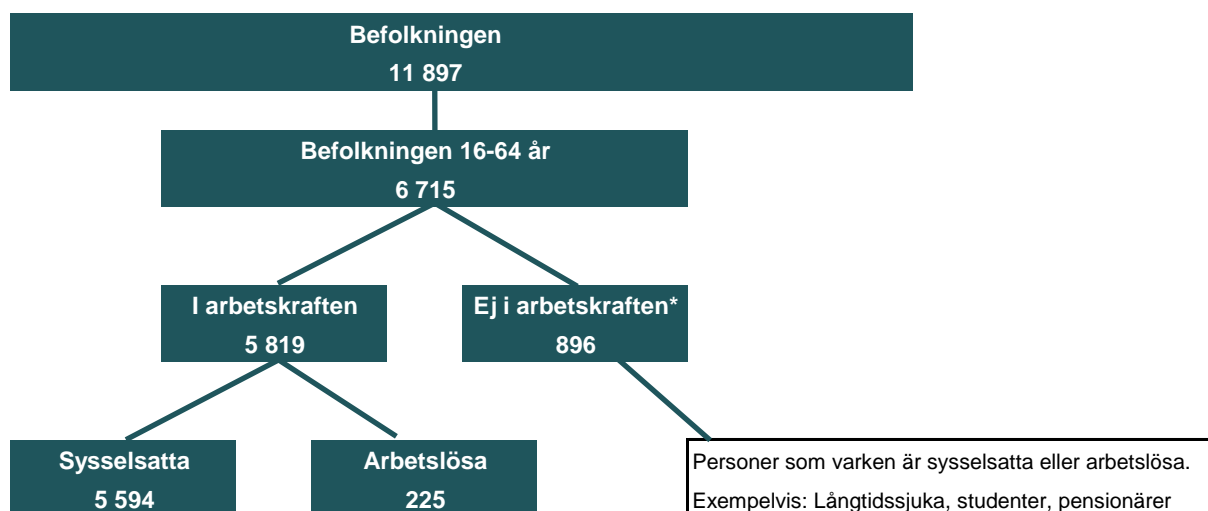 Befolkningen
11 897
Befolkningen 16-64 år
6 715
I arbetskraften
5 819
Ej i arbetskraften*
896
Sysselsatta
5 594
Arbetslösa
225
Personer som varken är sysselsatta eller arbetslösa.
Exempelvis: Långtidssjuka, studenter, pensionärer